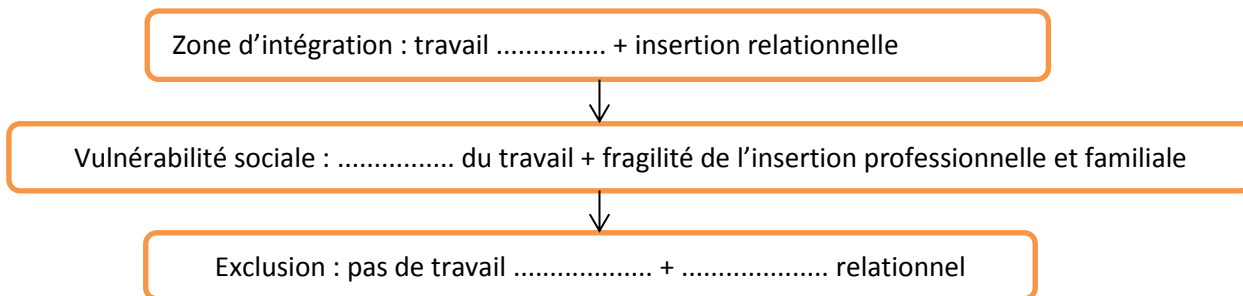 Zone d’intégration : travail ............... + insertion relationnelle
Vulnérabilité sociale : ................ du travail + fragilité de l’insertion professionnelle et familiale
Exclusion : pas de travail ................... + ..................... relationnel